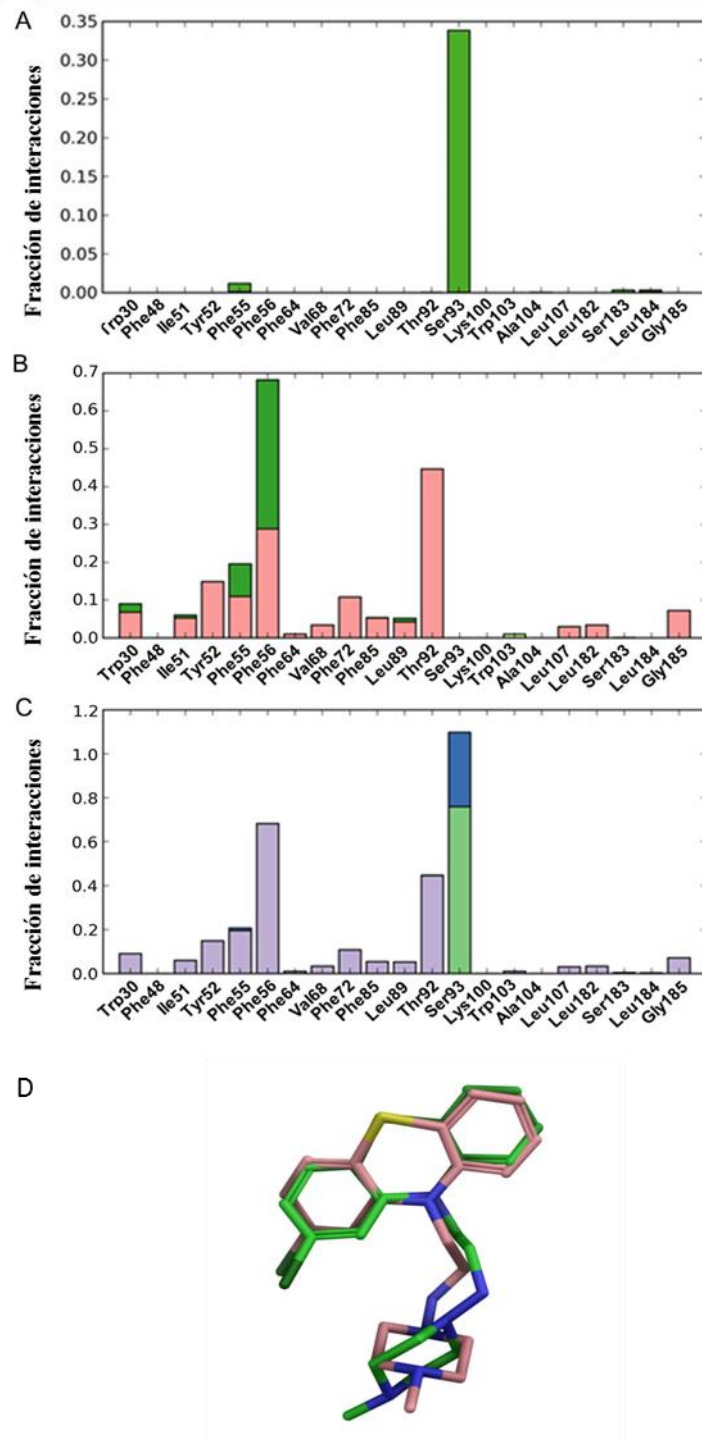 A
Fracción de interacciones
0.35
0.30
0.25
0.20
0.15
0.10
0.05
0.00
Trp30 Phe48 Ile51 Tyr52 Phe55 Phe56 Phe64 Val68 Phe72 Phe85 Leu89 Thr92 Ser93 Lys100 Trp103 Ala104 Leu107 Leu182 Ser183 Leu184 Gly185
B
Fracción de interacciones
0.7
0.6
0.5
0.4
0.3
0.2
0.1
0.0
Trp30 Phe48 Ile51 Tyr52 Phe55 Phe56 Phe64 Val68 Phe72 Phe85 Leu89 Thr92 Ser93 Lys100 Trp103 Ala104 Leu107 Leu182 Ser183 Leu184 Gly185
C
Fracción de interacciones
1.2
1.0
0.8
0.6
0.4
0.2
0.0
Trp30 Phe48 Ile51 Tyr52 Phe55 Phe56 Phe64 Val68 Phe72 Phe85 Leu89 Thr92 Ser93 Lys100 Trp103 Ala104 Leu107 Leu182 Ser183 Leu184 Gly185
D